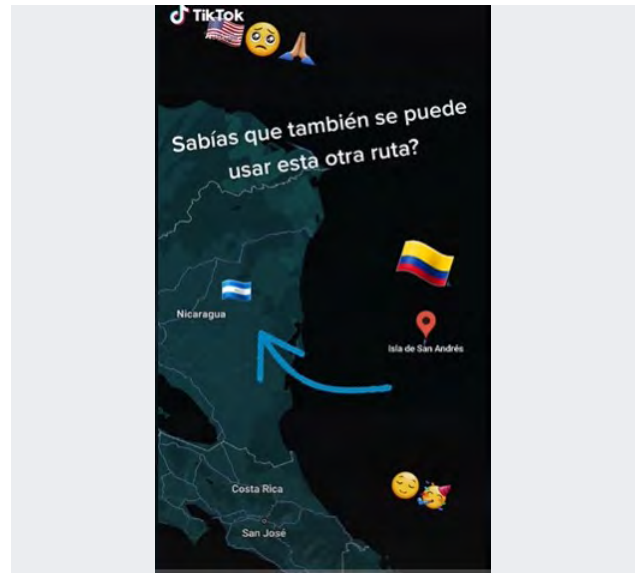 TikTok
Sabías que también se puede
usar esta otra ruta?
Nicaragua
Isla de San Andrés
Costa Rica
San José